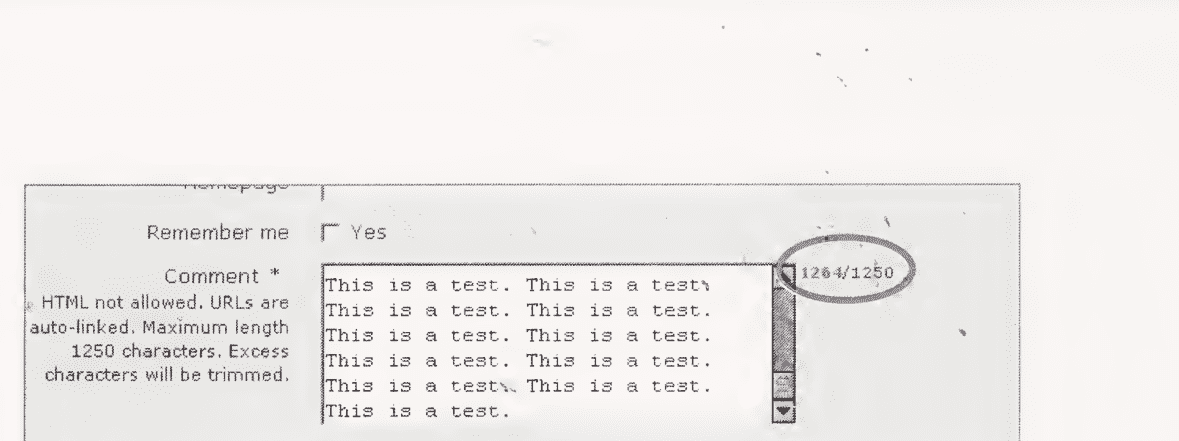 Homepage
Remember me Yes
Comment *
HTML not allowed. URLs are
auto-linked. Maximum length
1250 characters. Excess
characters will be trimmed.
This is a test. This is a test.
This is a test. This is a test.
This is a test. This is a test.
This is a test. This is a test.
This is a test. This is a test.
This is a test.
1264/1250